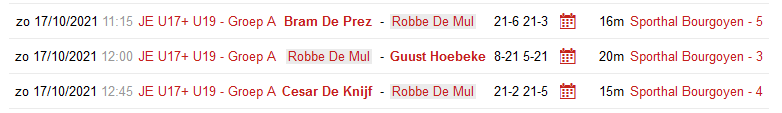 zo 17/10/2021 11:15 JE U17+ U19 - Groep A Bram De Prez - Robbe De Mul 21-6 21-3 16m Sporthal Bourgoyen - 5
zo 17/10/2021 12:00 JE U17+ U19 - Groep A Robbe De Mul - Guust Hoebeke 8-21 5-21 20m Sporthal Bourgoyen - 3
zo 17/10/2021 12:45 JE U17+ U19 - Groep A Cesar De Knijf - Robbe De Mul 21-2 21-5 15m Sporthal Bourgoyen - 4